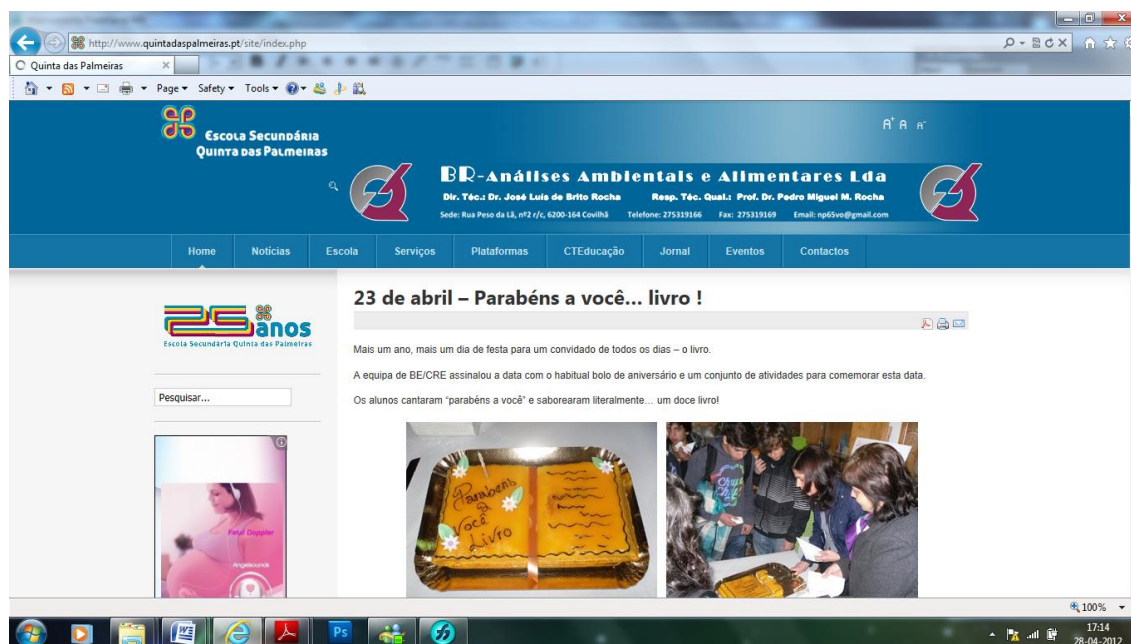 http://www.quintadaspalmeiras.pt/site/index.php
Quinta das Palmeiras
Page Safety Tools
Escola Secundária
Quinta das Palmeiras
A+ A A-
BR-Análises Ambientais e Alimentares Lda
Dir. Téc.: Dr. José Luis de Brito Rocha Resp. Téc. Qual.: Prof. Dr. Pedro Miguel M. Rocha
Sede: Rua Peso da Lã, nº2 r/c, 6200-164 Covilhã Telefone: 275319166 Fax: 275319169 Email: np65vo@gmail.com
Home Notícias Escola Serviços Plataformas CTEducação Jornal Eventos Contactos
25 anos
Escola Secundária Quinta das Palmeiras
Pesquisar...
23 de abril – Parabéns a você... livro !
Mais um ano, mais um dia de festa para um convidado de todos os dias – o livro.
A equipa de BE/CRE assinalou a data com o habitual bolo de aniversário e um conjunto de atividades para comemorar esta data.
Os alunos cantaram “parabéns a você” e saborearam literalmente... um doce livro!
Parabéns
a
Você
Livro
Fetal Doppler
Angelsounds
100%
Ps
17:14
28-04-2012